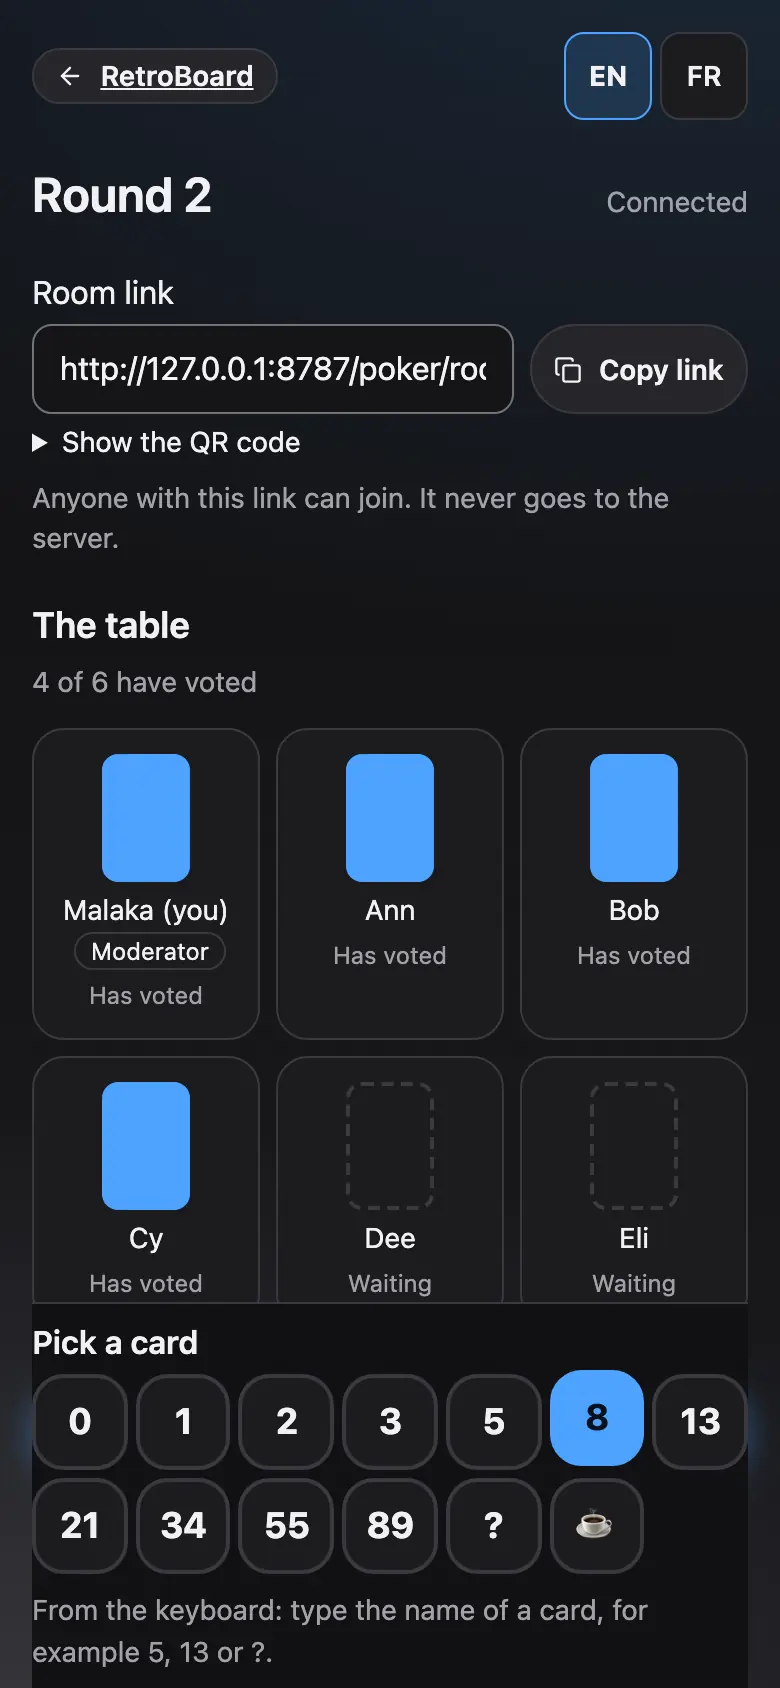 ← RetroBoard
EN FR
Round 2
Connected
Room link
http://127.0.0.1:8787/poker/roo
Copy link
▶ Show the QR code
Anyone with this link can join. It never goes to the
server.
The table
4 of 6 have voted
Malaka (you)
Moderator
Has voted
Ann
Has voted
Bob
Has voted
Cy
Has voted
Dee
Waiting
Eli
Waiting
Pick a card
0 1 2 3 5 8 13
21 34 55 89 ? ☕
From the keyboard: type the name of a card, for
example 5, 13 or ?.